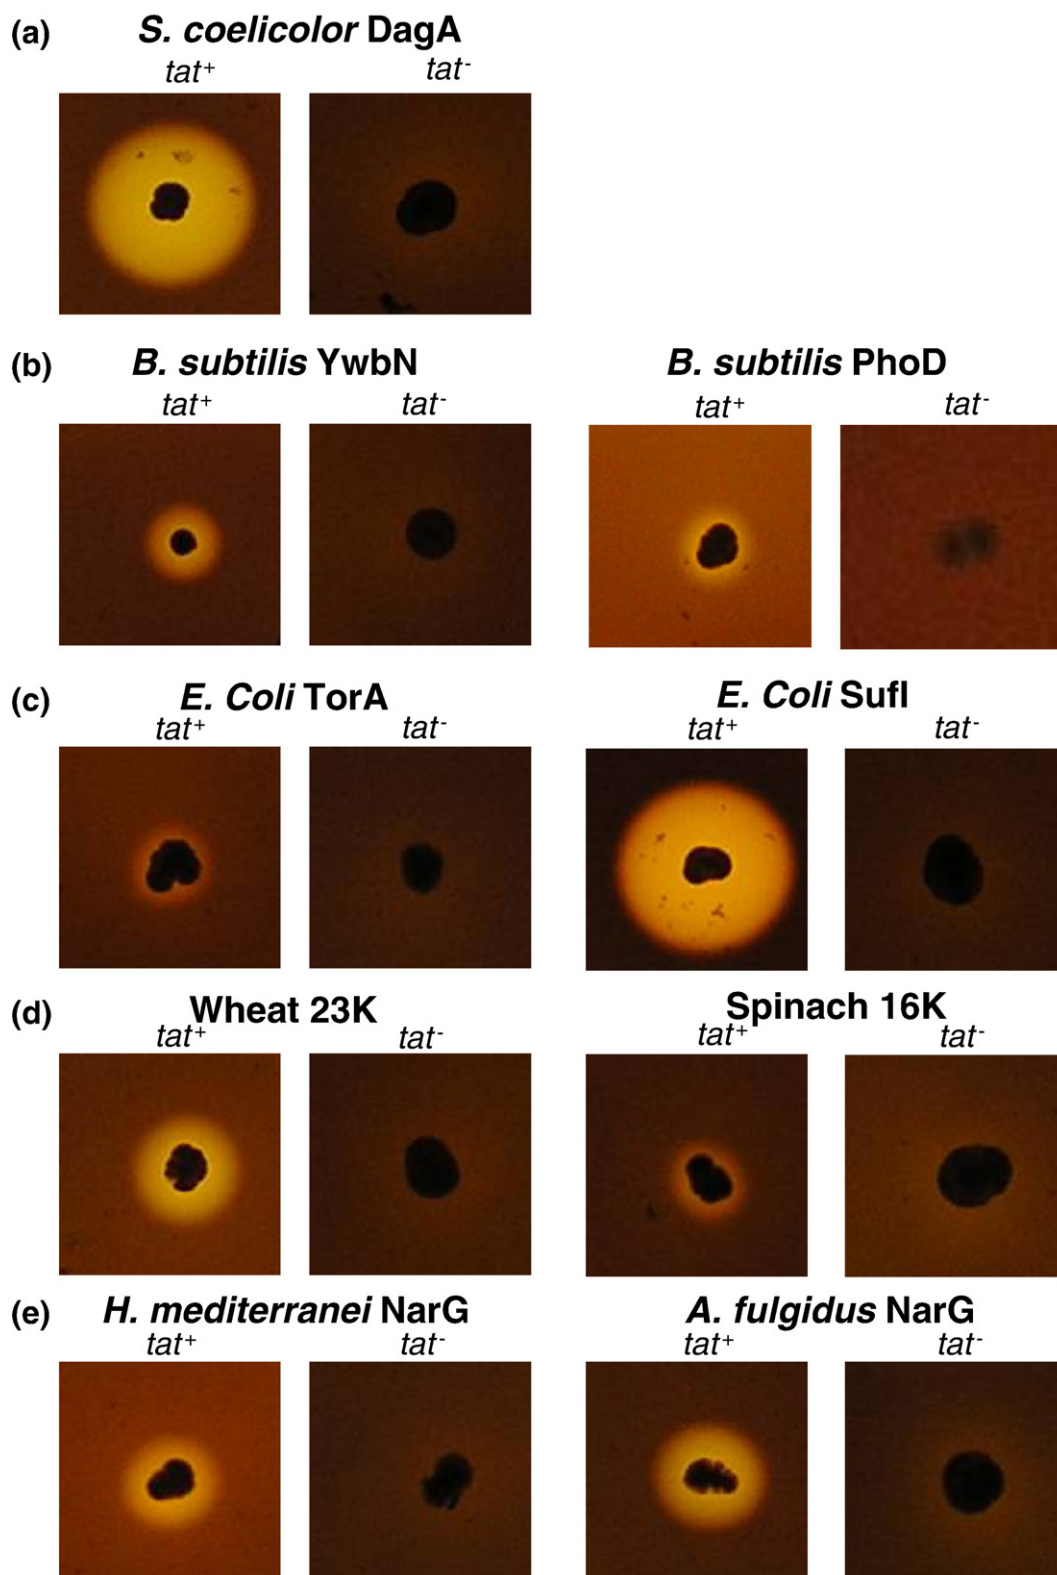 (a) S. coelicolor DagA
tat+ tat-
(b) B. subtilis YwbN B. subtilis PhoD
tat+ tat- tat+ tat-
(c) E. Coli TorA E. Coli SufI
tat+ tat- tat+ tat-
(d) Wheat 23K Spinach 16K
tat+ tat- tat+ tat-
(e) H. mediterranei NarG A. fulgidus NarG
tat+ tat- tat+ tat-